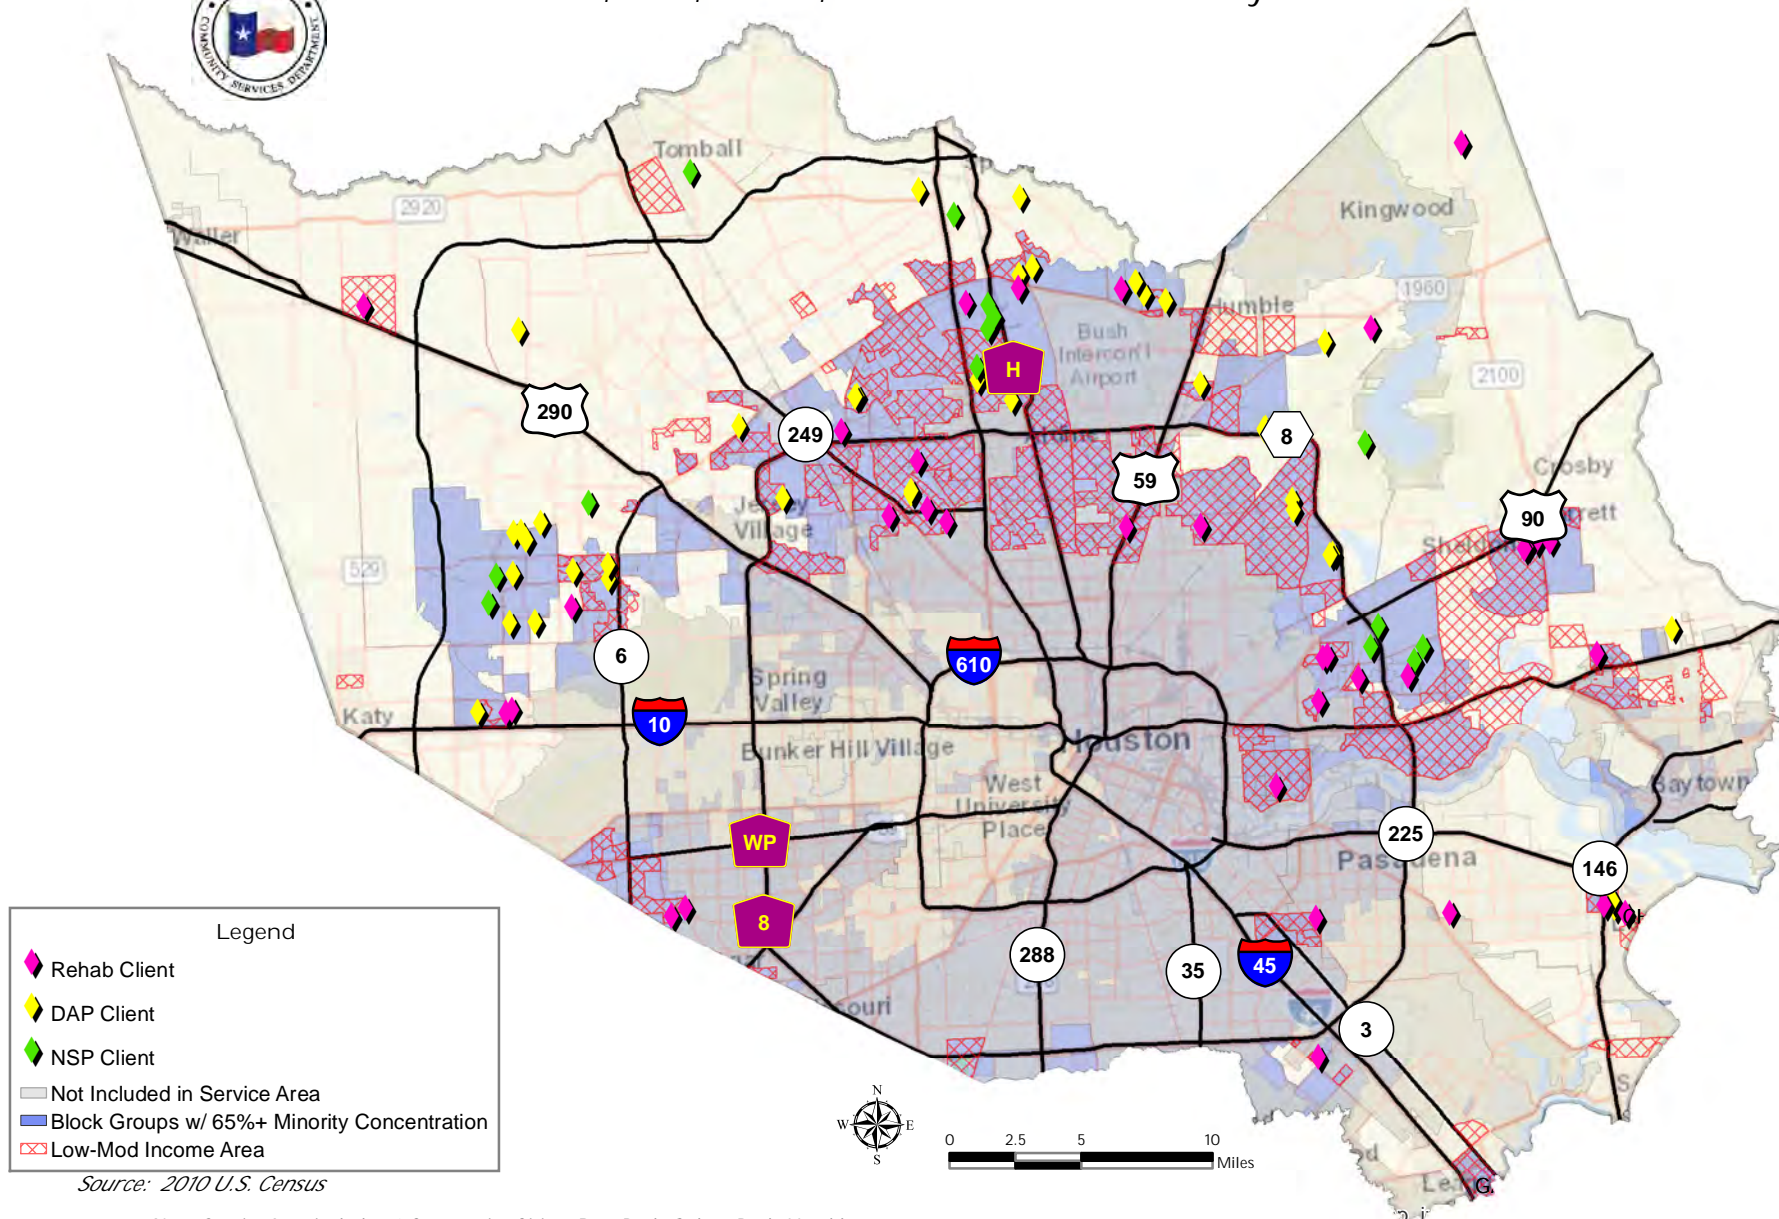 COMMUNITY SERVICES DEPARTMENT
Tomball
2920
Kingwood
Waller
1960
Humble
Bush
Intercon'l
Airport
H
2100
290
249
8
59
Crosby
90
Jersey
Village
Sheldon
529
6
610
Spring
Valley
Katy
10
Bunker Hill Village
Houston
West
University
Place
Baytown
WP
225
Pasadena
146
8
288
35
45
3
Legend
Rehab Client
DAP Client
NSP Client
Not Included in Service Area
Block Groups w/ 65%+ Minority Concentration
Low-Mod Income Area
Source: 2010 U.S. Census
N
W E
S
0 2.5 5 10
Miles